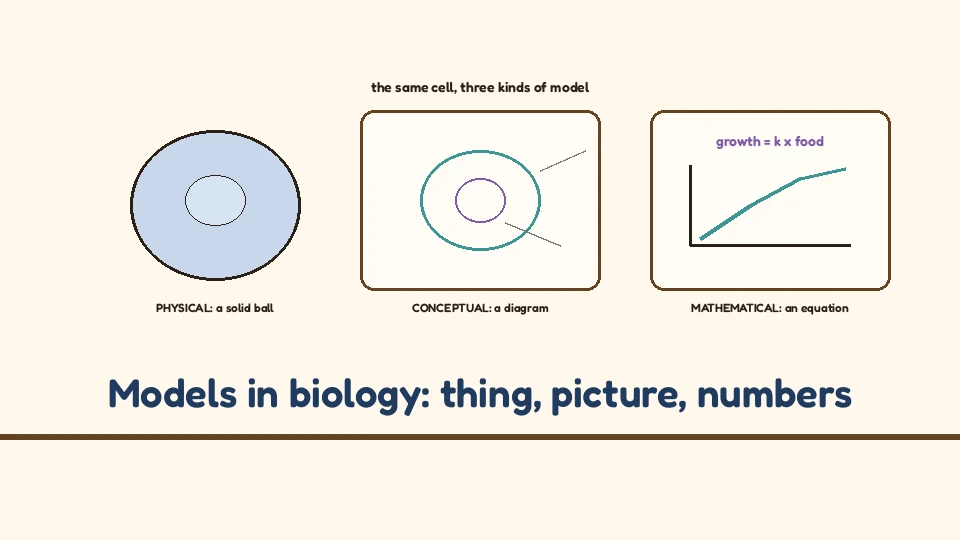 the same cell, three kinds of model
growth = k x food
PHYSICAL: a solid ball
CONCEPTUAL: a diagram
MATHEMATICAL: an equation
Models in biology: thing, picture, numbers